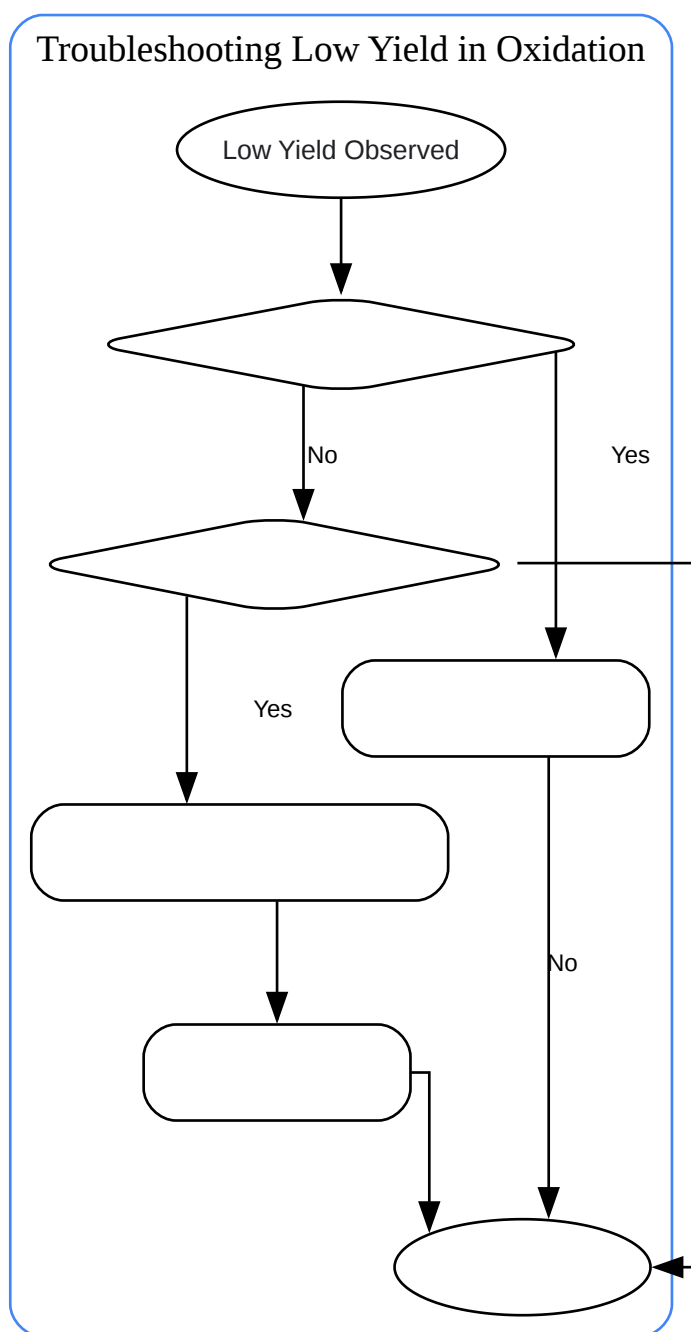 Troubleshooting Low Yield in Oxidation
Low Yield Observed
No
Yes
Yes
No